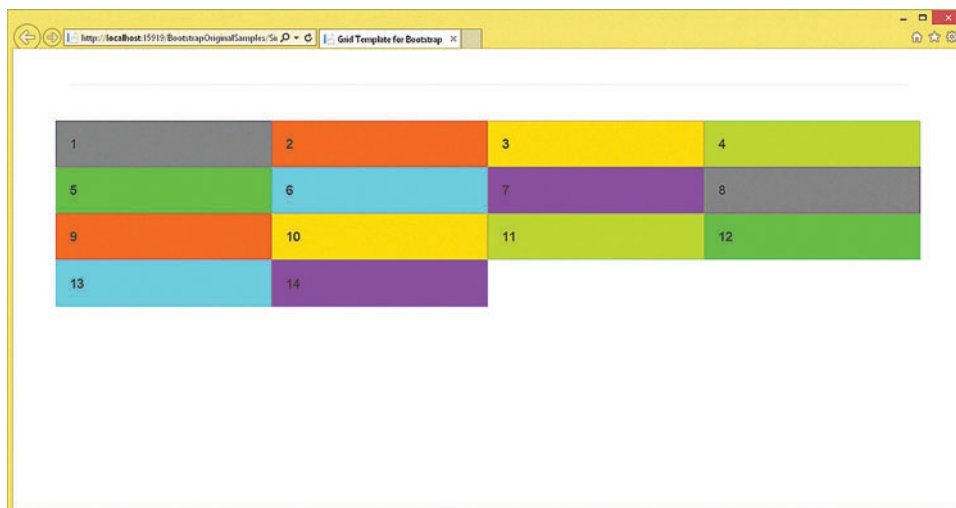 http://localhost:15919/BootstrapOriginalSamples/Si
Grid Template for Bootstrap
1 2 3 4
5 6 7 8
9 10 11 12
13 14